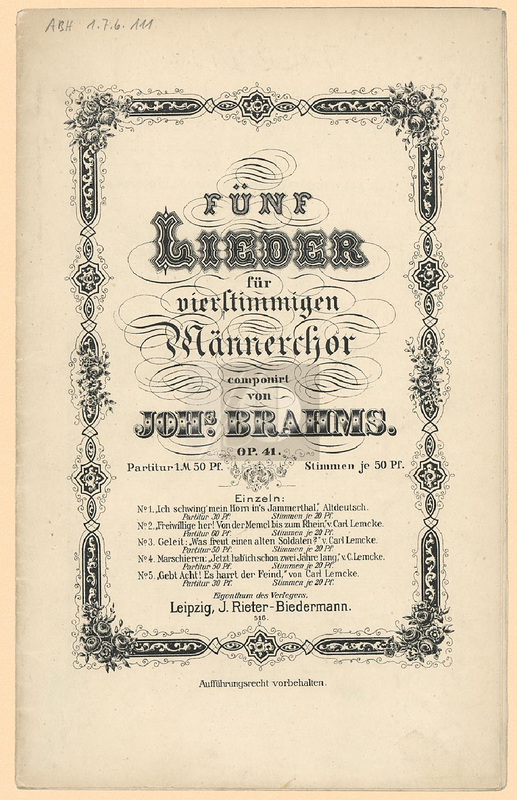 ABH 1.7.6. 111
FÜNF
LIEDER
für
vierstimmigen
Männerchor
componirt
von
JOHS. BRAHMS.
OP. 41.
Partitur 1.M 50 Pf. Stimmen je 50 Pf.
Einzeln:
No 1. „Ich schwing' mein Horn in's Jammerthal." Altdeutsch.
Partitur 30 Pf. Stimmen je 20 Pf.
No 2. „Freiwillige her! Von der Memel bis zum Rhein," v. Carl Lemcke.
Partitur 60 Pf. Stimmen je 20 Pf.
No 3. Geleit: „Was freut einen alten Soldaten?" v. Carl Lemcke.
Partitur 50 Pf. Stimmen je 20 Pf.
No 4. Marschieren: „Jetzt hab' ich schon zwei Jahre lang," v. C. Lemcke.
Partitur 50 Pf. Stimmen je 20 Pf.
No 5. „Gebt Acht! Es harrt der Feind," von Carl Lemcke.
Partitur 30 Pf. Stimmen je 20 Pf.
Eigenthum des Verlegers.
Leipzig, J. Rieter-Biedermann.
516.
Aufführungsrecht vorbehalten.